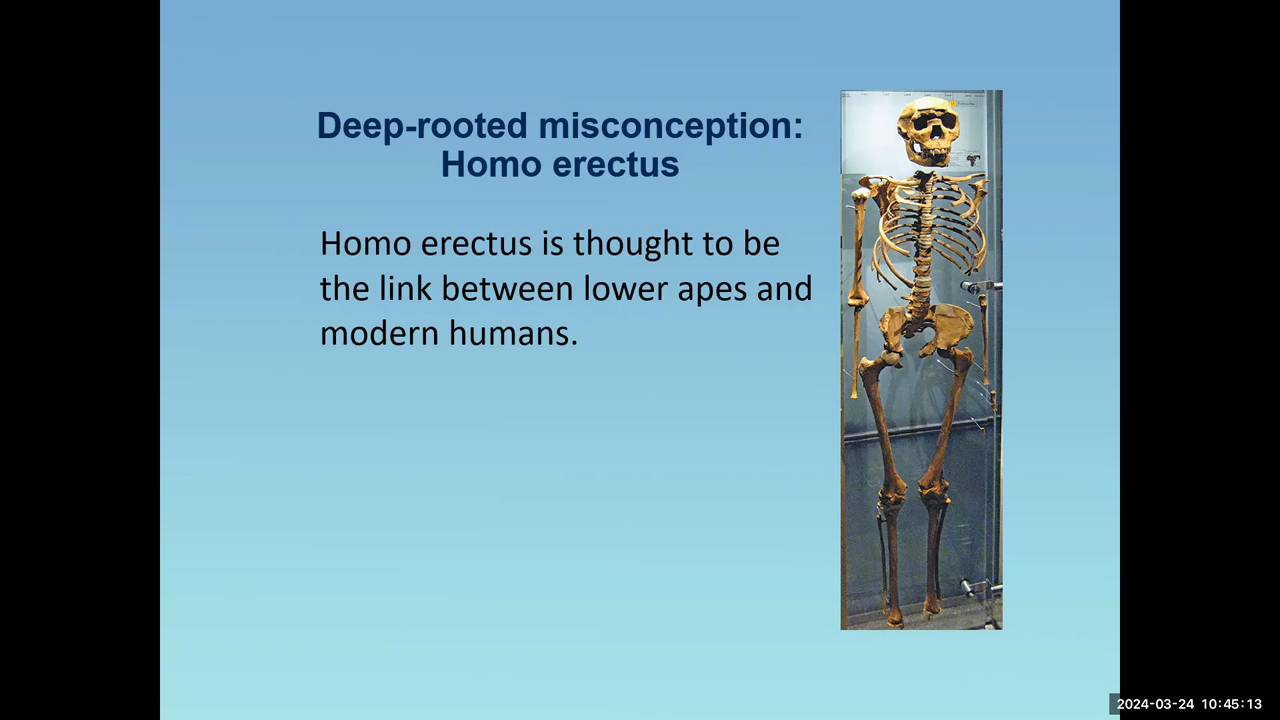 Deep-rooted misconception:
Homo erectus
Homo erectus is thought to be
the link between lower apes and
modern humans.
2024-03-24 10:45:13